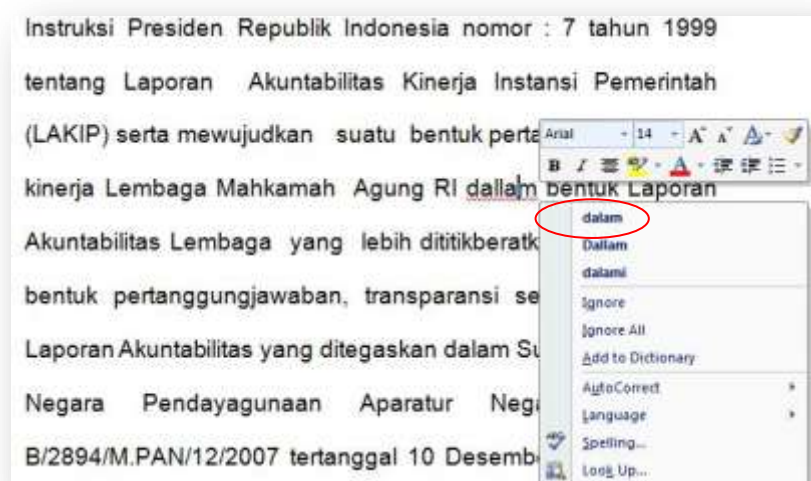 Instruksi Presiden Republik Indonesia nomor : 7 tahun 1999
tentang Laporan Akuntabilitas Kinerja Instansi Pemerintah
(LAKIP) serta mewujudkan suatu bentuk perta
Arial 14
kinerja Lembaga Mahkamah Agung RI dallam bentuk Laporan
dalam
Dallam
dalami
Ignore
Ignore All
Add to Dictionary
AutoCorrect
Language
Spelling...
Look Up...
Akuntabilitas Lembaga yang lebih dititikberatk
bentuk pertanggungjawaban, transparansi se
Laporan Akuntabilitas yang ditegaskan dalam Su
Negara Pendayagunaan Aparatur Nega
B/2894/M.PAN/12/2007 tertanggal 10 Desemb